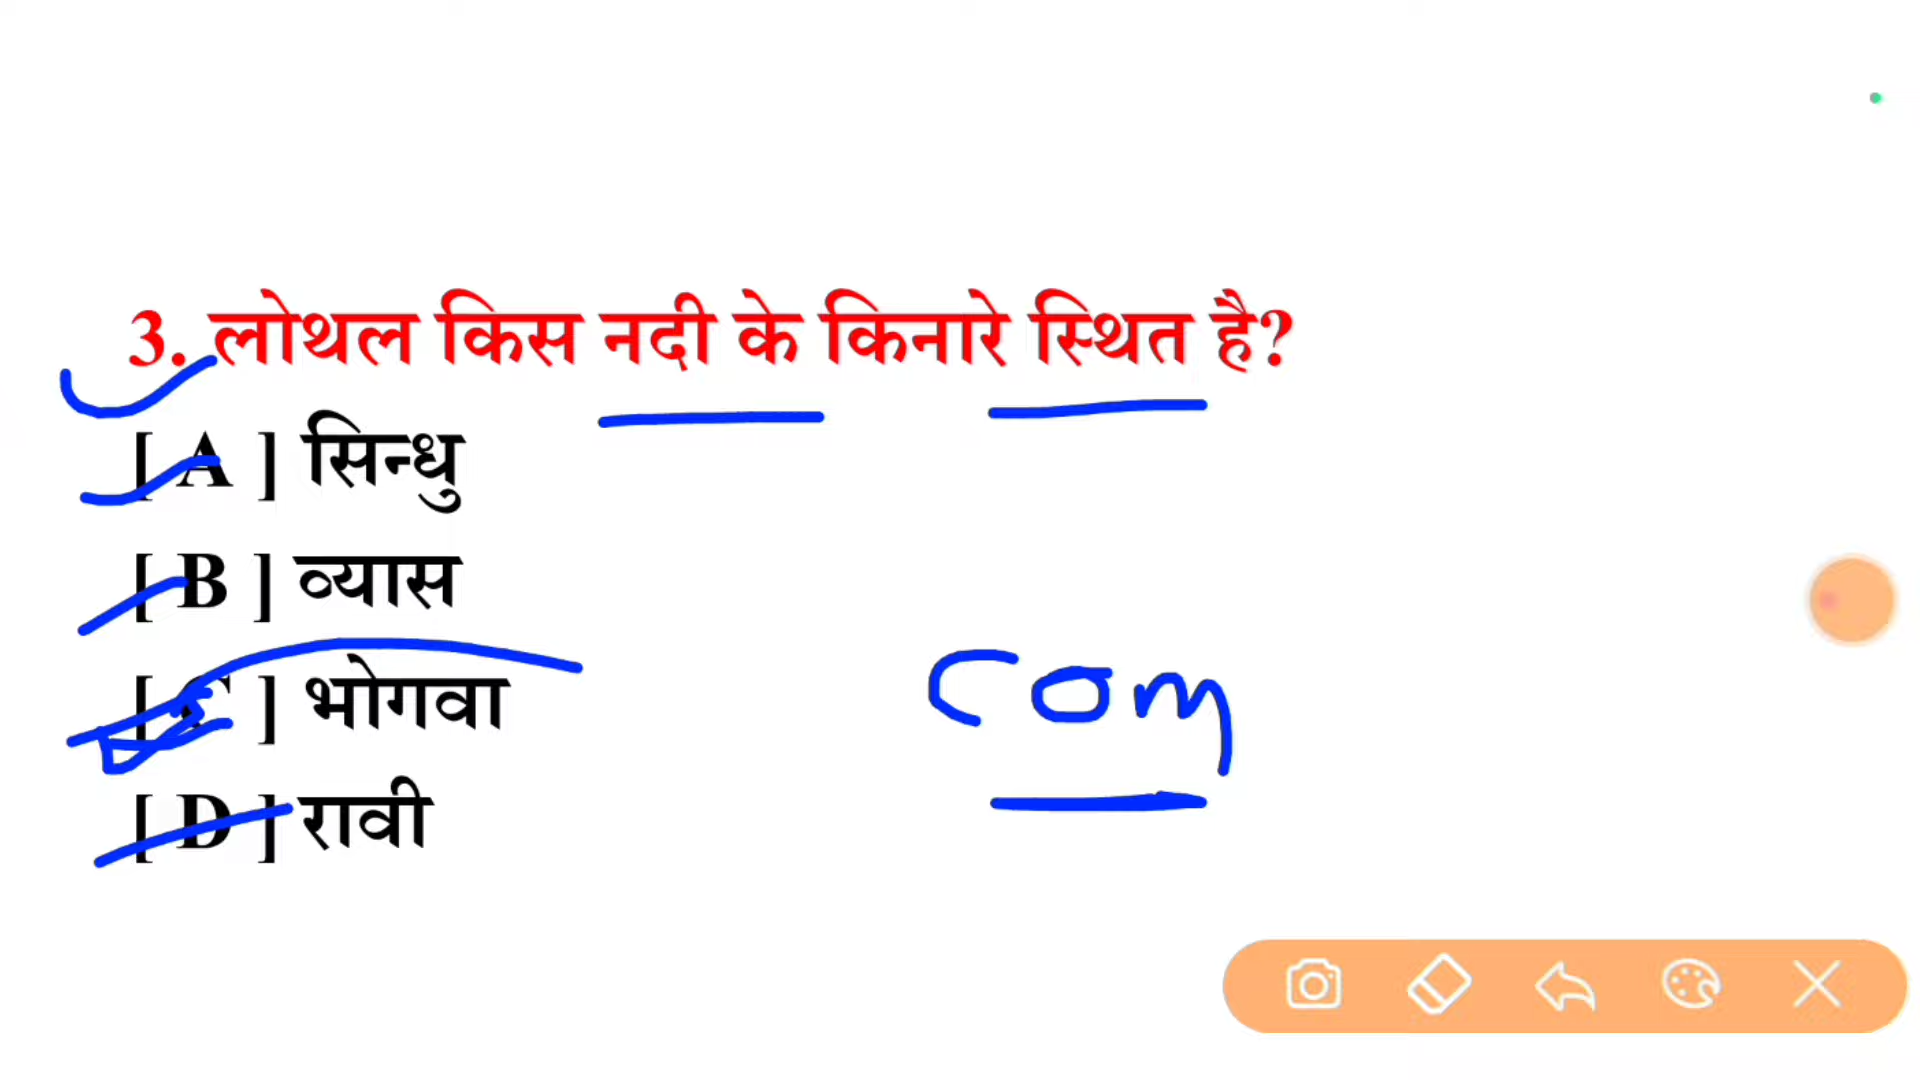 3. लोथल किस नदी के किनारे स्थित है?
[ A ] सिन्धु
[ B ] व्यास
[ C ] भोगवा
com
[ D ] रावी